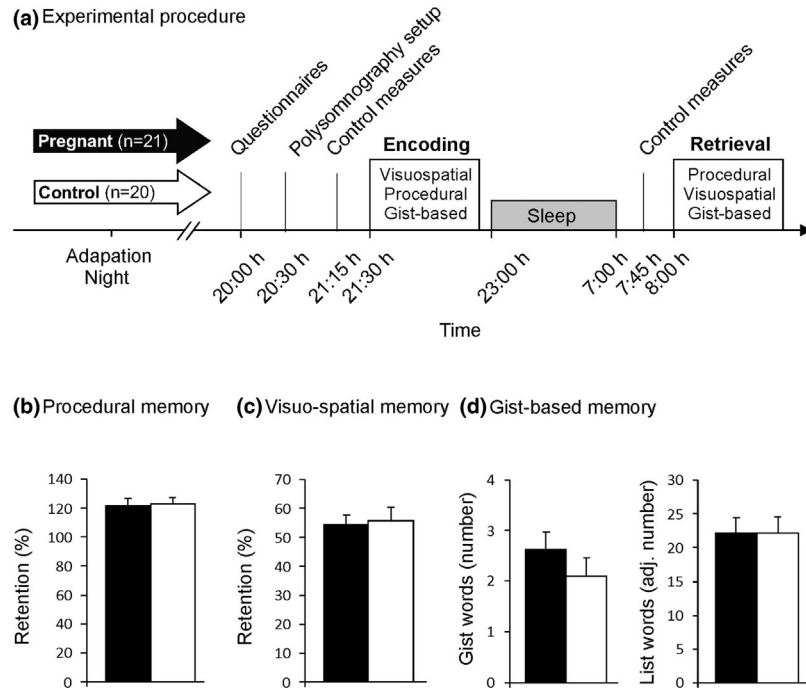 (a) Experimental procedure
Questionnaires
Polysomnography setup
Control measures
Control measures
Pregnant (n=21)
Control (n=20)
Encoding
Visuospatial
Procedural
Gist-based
Sleep
Retrieval
Procedural
Visuospatial
Gist-based
Adapation
Night
20:00 h
20:30 h
21:15 h
21:30 h
23:00 h
7:00 h
7:45 h
8:00 h
Time
(b) Procedural memory
Retention (%)
140
120
100
80
60
40
20
0
(c) Visuo-spatial memory
Retention (%)
70
60
50
40
30
20
10
0
(d) Gist-based memory
Gist words (number)
4
3
2
1
0
List words (adj. number)
30
25
20
15
10
5
0